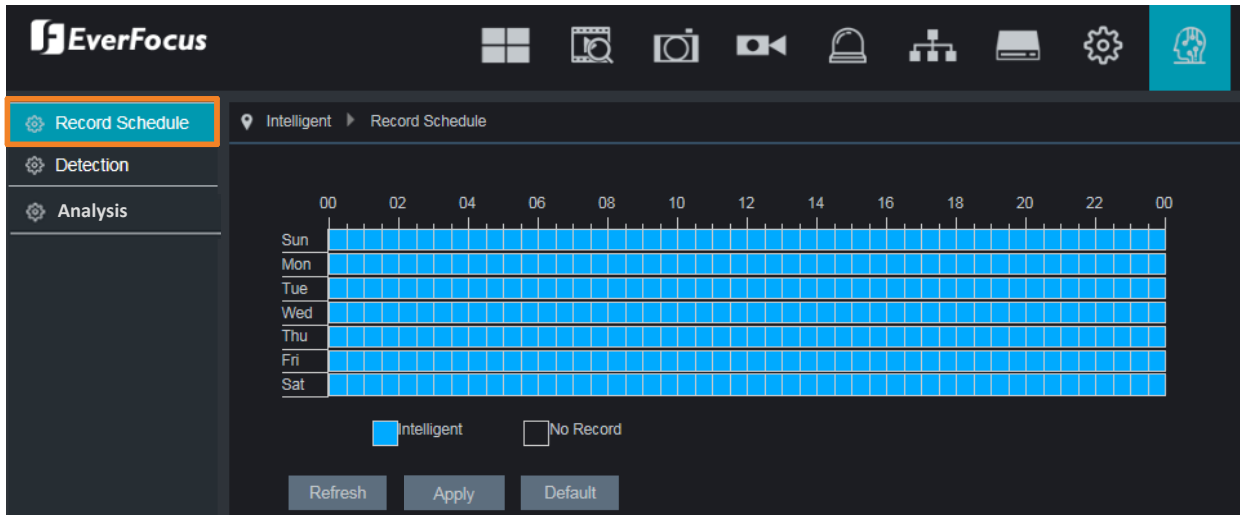 EverFocus
Record Schedule
Detection
Analysis
Intelligent Record Schedule
00 02 04 06 08 10 12 14 16 18 20 22 00
Sun
Mon
Tue
Wed
Thu
Fri
Sat
Intelligent No Record
Refresh Apply Default